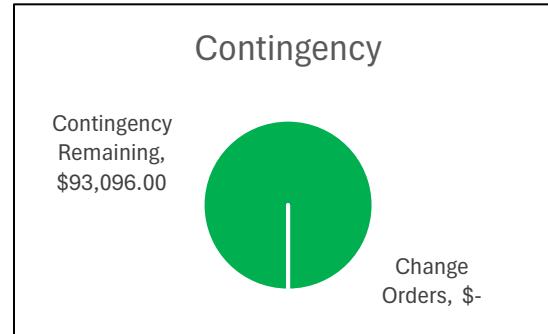 Contingency
Contingency
Remaining,
$93,096.00
Change
Orders, $-